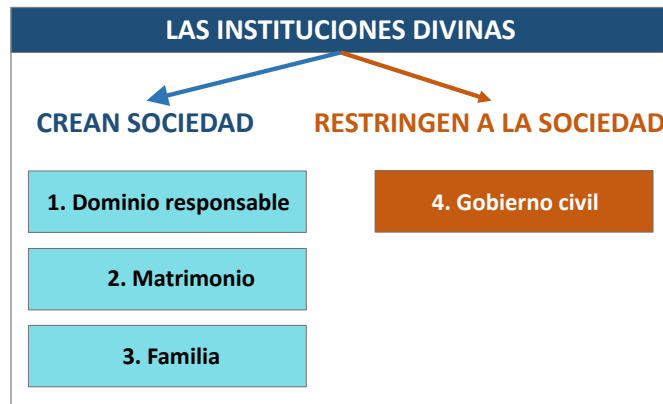 LAS INSTITUCIONES DIVINAS
CREAN SOCIEDAD
RESTRINGEN A LA SOCIEDAD
1. Dominio responsable
4. Gobierno civil
2. Matrimonio
3. Familia